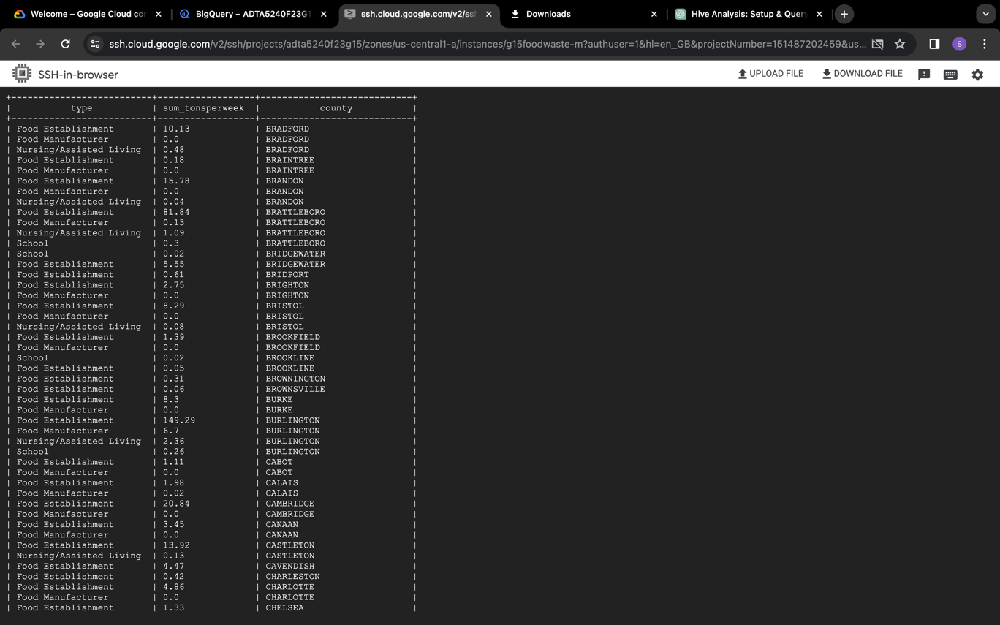 Welcome – Google Cloud cor
BigQuery – ADTA5240F23G1
ssh.cloud.google.com/v2/ssh
Downloads
Hive Analysis: Setup & Query
ssh.cloud.google.com/v2/ssh/projects/adta5240f23g15/zones/us-central1-a/instances/g15foodwaste-m?authuser=1&hl=en_GB&projectNumber=151487202459&us...
S
SSH-in-browser
UPLOAD FILE
DOWNLOAD FILE
| type | sum_tonsperweek | county |
| Food Establishment | 10.13 | BRADFORD |
| Food Manufacturer | 0.0 | BRADFORD |
| Nursing/Assisted Living | 0.48 | BRADFORD |
| Food Establishment | 0.18 | BRAINTREE |
| Food Manufacturer | 0.0 | BRAINTREE |
| Food Establishment | 15.78 | BRANDON |
| Food Manufacturer | 0.0 | BRANDON |
| Nursing/Assisted Living | 0.04 | BRANDON |
| Food Establishment | 81.84 | BRATTLEBORO |
| Food Manufacturer | 0.13 | BRATTLEBORO |
| Nursing/Assisted Living | 1.09 | BRATTLEBORO |
| School | 0.3 | BRATTLEBORO |
| School | 0.02 | BRIDGEWATER |
| Food Establishment | 5.55 | BRIDGEWATER |
| Food Establishment | 0.61 | BRIDPORT |
| Food Establishment | 2.75 | BRIGHTON |
| Food Manufacturer | 0.0 | BRIGHTON |
| Food Establishment | 8.29 | BRISTOL |
| Food Manufacturer | 0.0 | BRISTOL |
| Nursing/Assisted Living | 0.08 | BRISTOL |
| Food Establishment | 1.39 | BROOKFIELD |
| Food Manufacturer | 0.0 | BROOKFIELD |
| School | 0.02 | BROOKLINE |
| Food Establishment | 0.05 | BROOKLINE |
| Food Establishment | 0.31 | BROWNINGTON |
| Food Establishment | 0.06 | BROWNSVILLE |
| Food Establishment | 8.3 | BURKE |
| Food Manufacturer | 0.0 | BURKE |
| Food Establishment | 149.29 | BURLINGTON |
| Food Manufacturer | 6.7 | BURLINGTON |
| Nursing/Assisted Living | 2.36 | BURLINGTON |
| School | 0.26 | BURLINGTON |
| Food Establishment | 1.11 | CABOT |
| Food Manufacturer | 0.0 | CABOT |
| Food Establishment | 1.98 | CALAIS |
| Food Manufacturer | 0.02 | CALAIS |
| Food Establishment | 20.84 | CAMBRIDGE |
| Food Manufacturer | 0.0 | CAMBRIDGE |
| Food Establishment | 3.45 | CANAAN |
| Food Manufacturer | 0.0 | CANAAN |
| Food Establishment | 13.92 | CASTLETON |
| Nursing/Assisted Living | 0.13 | CASTLETON |
| Food Establishment | 4.47 | CAVENDISH |
| Food Establishment | 0.42 | CHARLESTON |
| Food Establishment | 4.86 | CHARLOTTE |
| Food Manufacturer | 0.0 | CHARLOTTE |
| Food Establishment | 1.33 | CHELSEA |